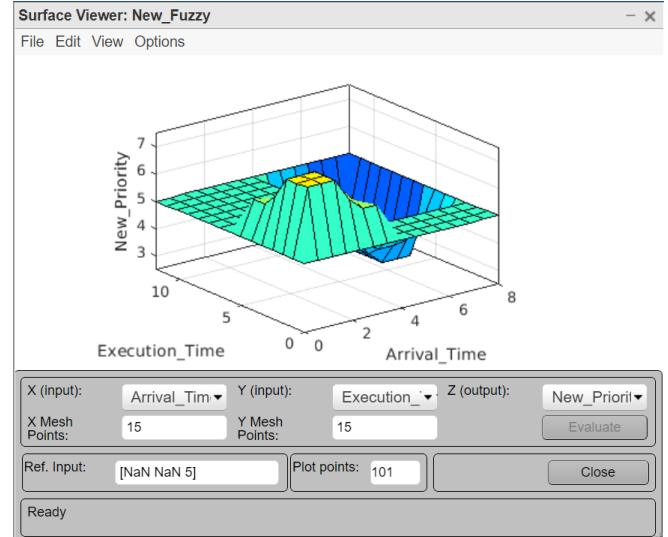 Surface Viewer: New_Fuzzy
File Edit View Options
7
6
5
4
3
New_Priority
10
5
0
Execution_Time
0
2
4
6
8
Arrival_Time
X (input): Arrival_Tim Y (input): Execution_ Z (output): New_Priorit
X Mesh Points: 15 Y Mesh Points: 15 Evaluate
Ref. Input: [NaN NaN 5] Plot points: 101 Close
Ready